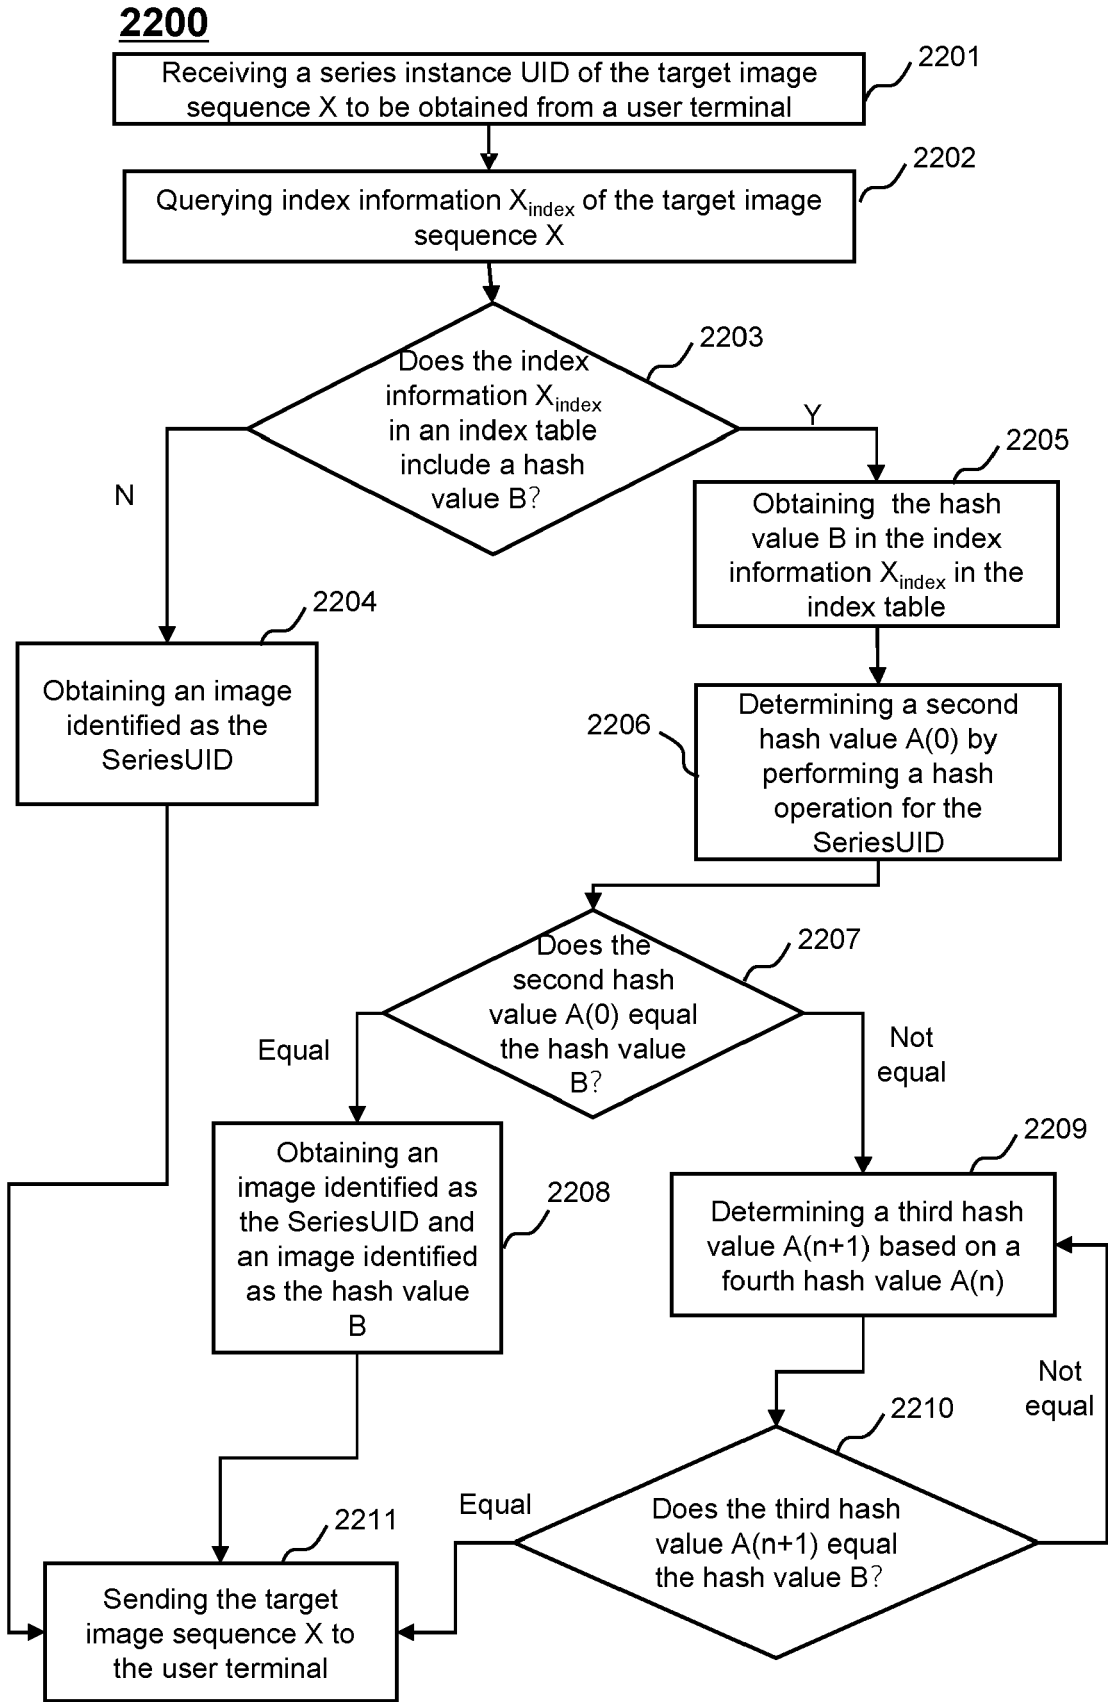 2200
Receiving a series instance UID of the target image
sequence X to be obtained from a user terminal
2201
Querying index information Xindex of the target image
sequence X
2202
Does the index
information Xindex
in an index table
include a hash
value B?
2203
N
Y
2205
Obtaining the hash
value B in the index
information Xindex in the
index table
2204
Obtaining an image
identified as the
SeriesUID
2206
Determining a second
hash value A(0) by
performing a hash
operation for the
SeriesUID
Does the
second hash
value A(0) equal
the hash value
B?
2207
Equal
Not
equal
Obtaining an
image identified as
the SeriesUID and
an image identified
as the hash value
B
2208
2209
Determining a third hash
value A(n+1) based on a
fourth hash value A(n)
Not
equal
2210
Does the third hash
value A(n+1) equal
the hash value B?
Equal
2211
Sending the target
image sequence X to
the user terminal